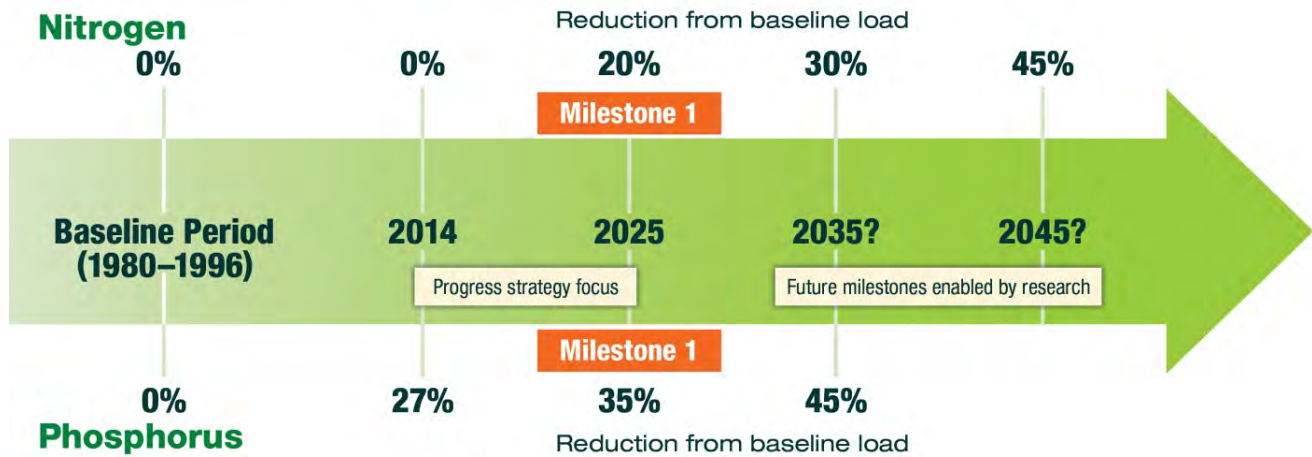 Nitrogen
Reduction from baseline load
0% 0% 20% 30% 45%
Milestone 1
Baseline Period
(1980–1996)
2014 2025 2035? 2045?
Progress strategy focus
Future milestones enabled by research
Milestone 1
0% 27% 35% 45%
Phosphorus
Reduction from baseline load